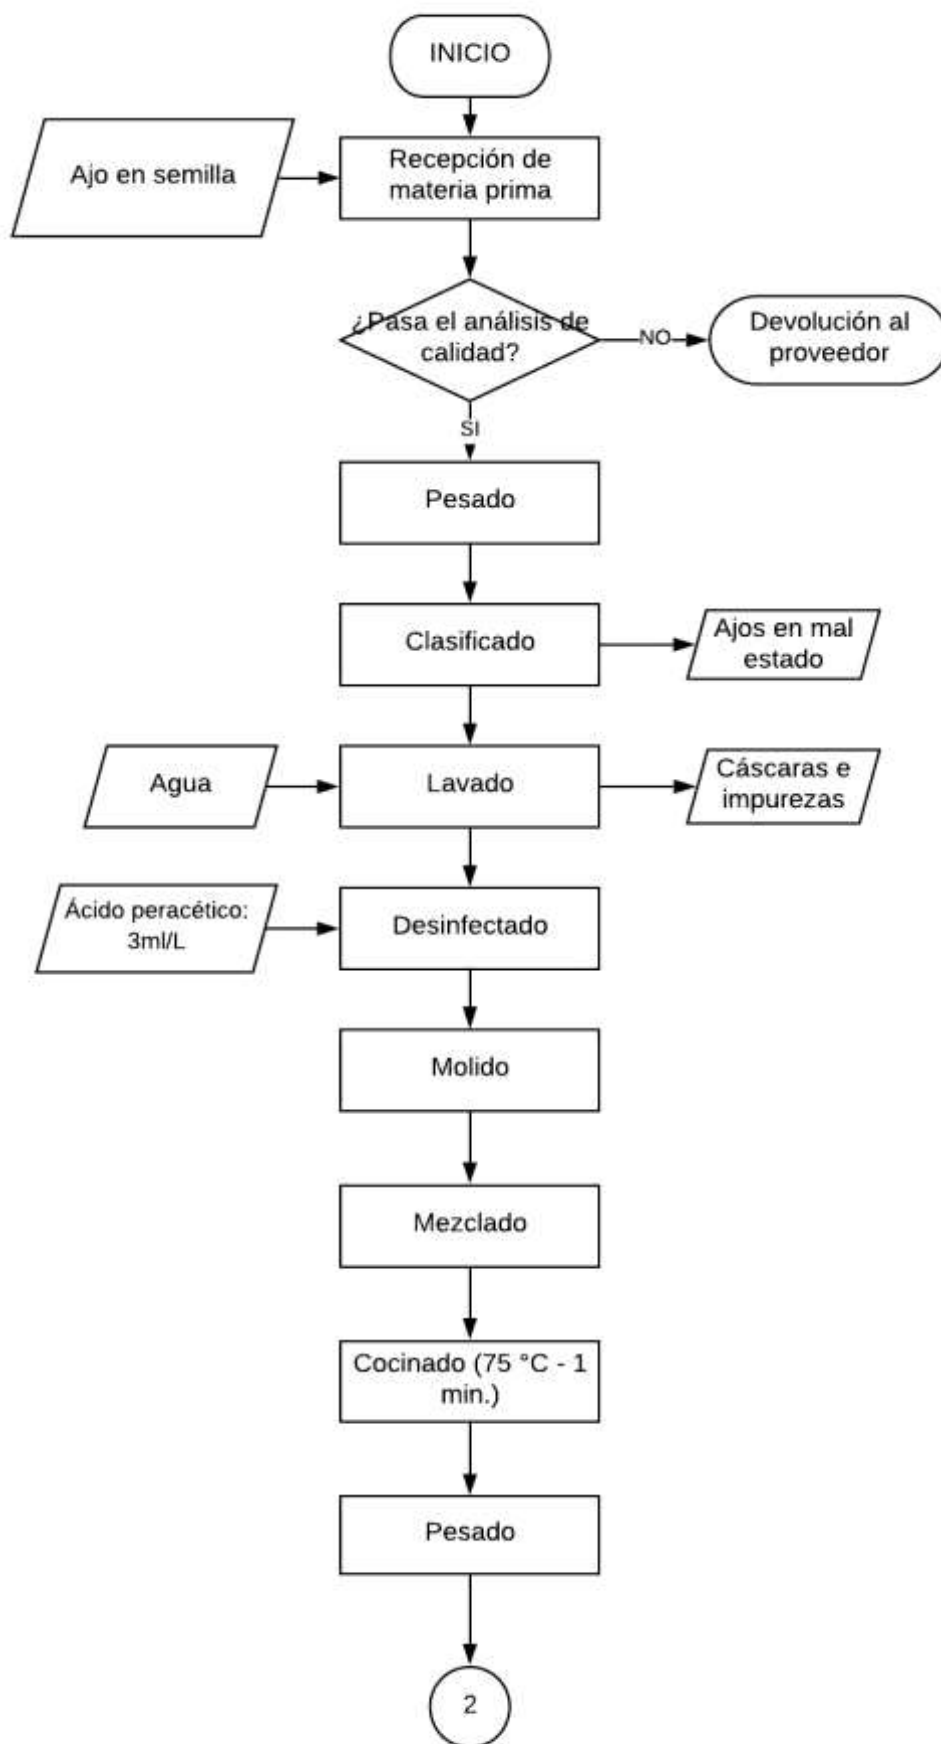 INICIO
Ajo en semilla
Recepción de
materia prima
¿Pasa el análisis de
calidad?
NO
Devolución al
proveedor
SI
Pesado
Clasificado
Ajos en mal
estado
Agua
Lavado
Cáscaras e
impurezas
Ácido peracético:
3ml/L
Desinfectado
Molido
Mezclado
Cocinado (75 °C - 1
min.)
Pesado
2